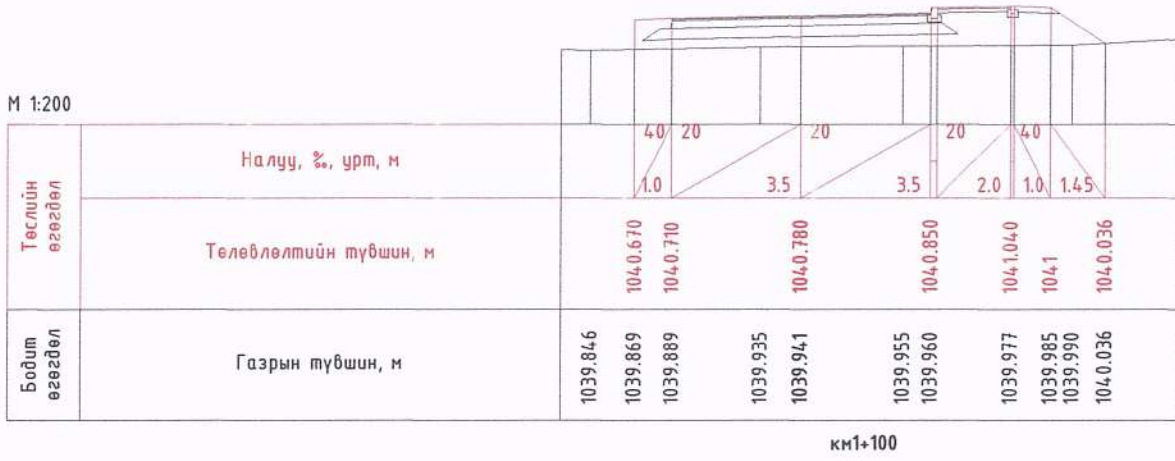 М 1:200
Төслийн өгөгдөл
Налуу, ‰, урт, м
40 20 20 20 40
1.0 3.5 3.5 2.0 1.0 1.45
Төлөвлөлтийн түвшин, м
1040.670 1040.710 1040.780 1040.850 1041.040 1041 1040.036
Бодит өгөгдөл
Газрын түвшин, м
1039.846 1039.869 1039.889 1039.935 1039.941 1039.955 1039.960 1039.977 1039.985 1039.990 1040.036
км1+100